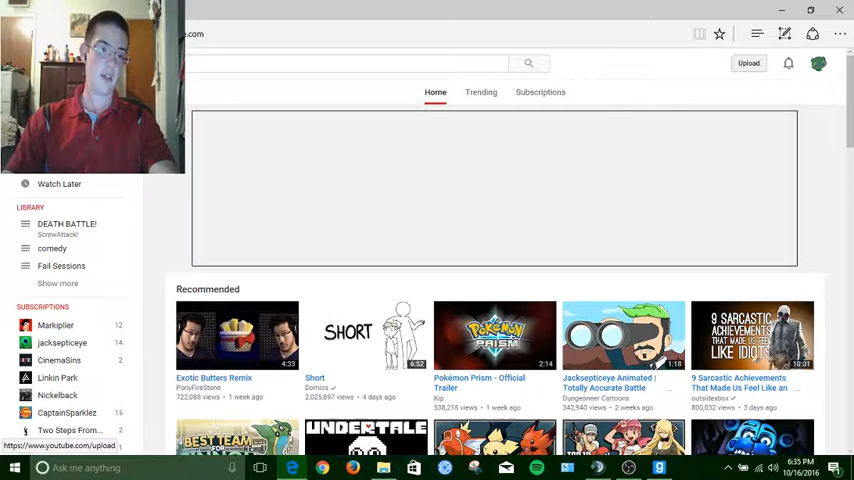 e.com
Upload
Home Trending Subscriptions
Watch Later
LIBRARY
DEATH BATTLE!
ScrewAttack!
comedy
Fail Sessions
Show more
SUBSCRIPTIONS
Markiplier 12
jacksepticeye 14
CinemaSins 2
Linkin Park
Nickelback
CaptainSparklez 15
Two Steps From... 2
https://www.youtube.com/upload
Recommended
4:33
Exotic Butters Remix
PonyFireStone
722,088 views • 1 week ago
SHORT
6:52
Short
Domics
2,025,897 views • 4 days ago
POKÉMON
PRISM
2:14
Pokémon Prism - Official
Trailer
Kip
538,215 views • 1 week ago
1:18
Jacksepticeye Animated |
Totally Accurate Battle ...
Dungeoneer Cartoons
342,940 views • 2 weeks ago
9 SARCASTIC
ACHIEVEMENTS
THAT MADE US
FEEL LIKE IDIOTS
10:01
9 Sarcastic Achievements
That Made Us Feel Like an ...
outsidexbox
800,032 views • 3 days ago
BEST TEAM
FOR
UNDERTALE
Ask me anything
6:35 PM
10/16/2016